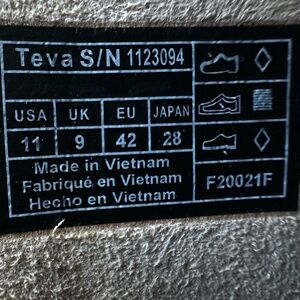 Teva S/N 1123094
USA UK EU JAPAN
11 9 42 28
Made in Vietnam
Fabriqué en Vietnam
Hecho en Vietnam
F20021F